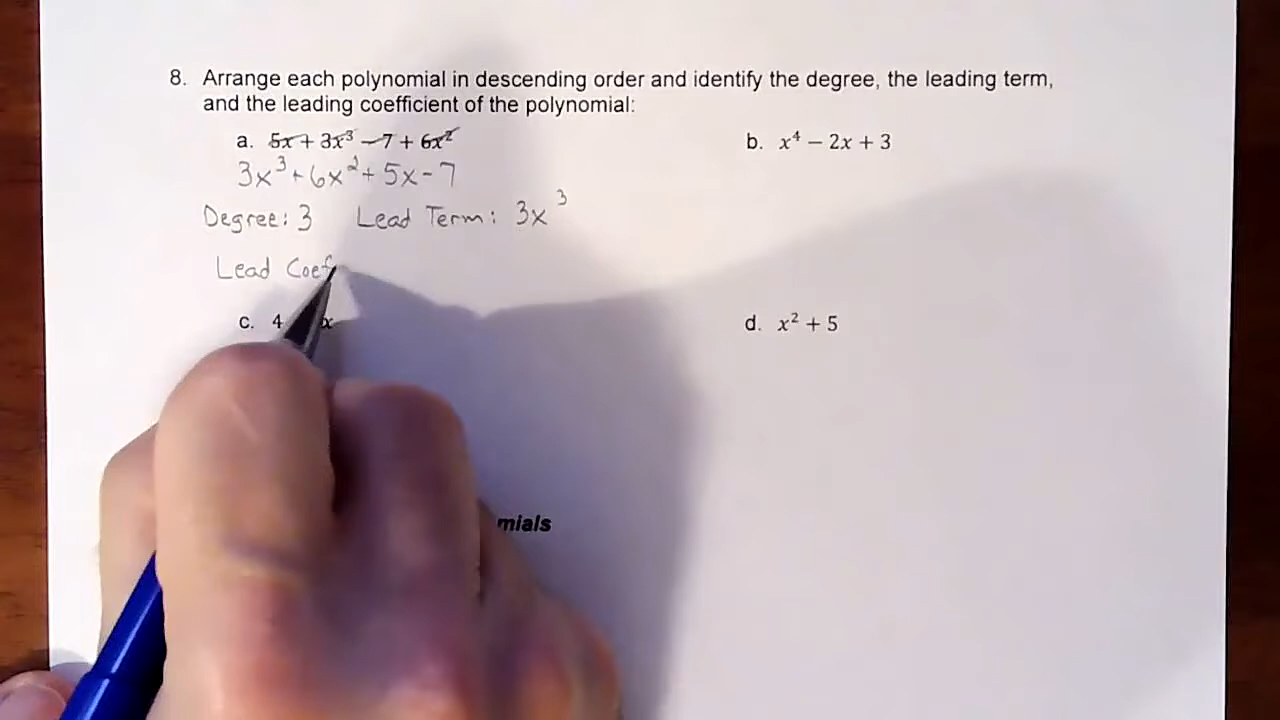 8. Arrange each polynomial in descending order and identify the degree, the leading term,
and the leading coefficient of the polynomial:
a. 5x + 3x³ − 7 + 6x²
b. x⁴ − 2x + 3
3x³ + 6x² + 5x - 7
Degree: 3 Lead Term: 3x³
Lead Coef
c. 4 x
d. x² + 5
mials